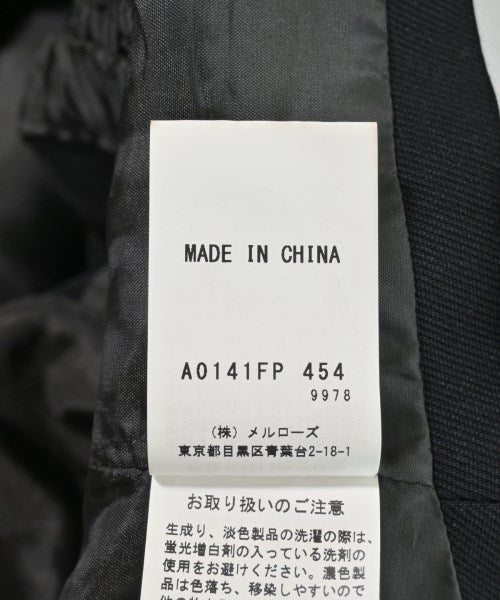 MADE IN CHINA
A0141FP 454
9978
(株) メルローズ
東京都目黒区青葉台2-18-1
お取り扱いのご注意
生成り、淡色製品の洗濯の際は、
蛍光増白剤の入っている洗剤の
使用をお避けください。濃色製
品は色落ち、移染しやすいので